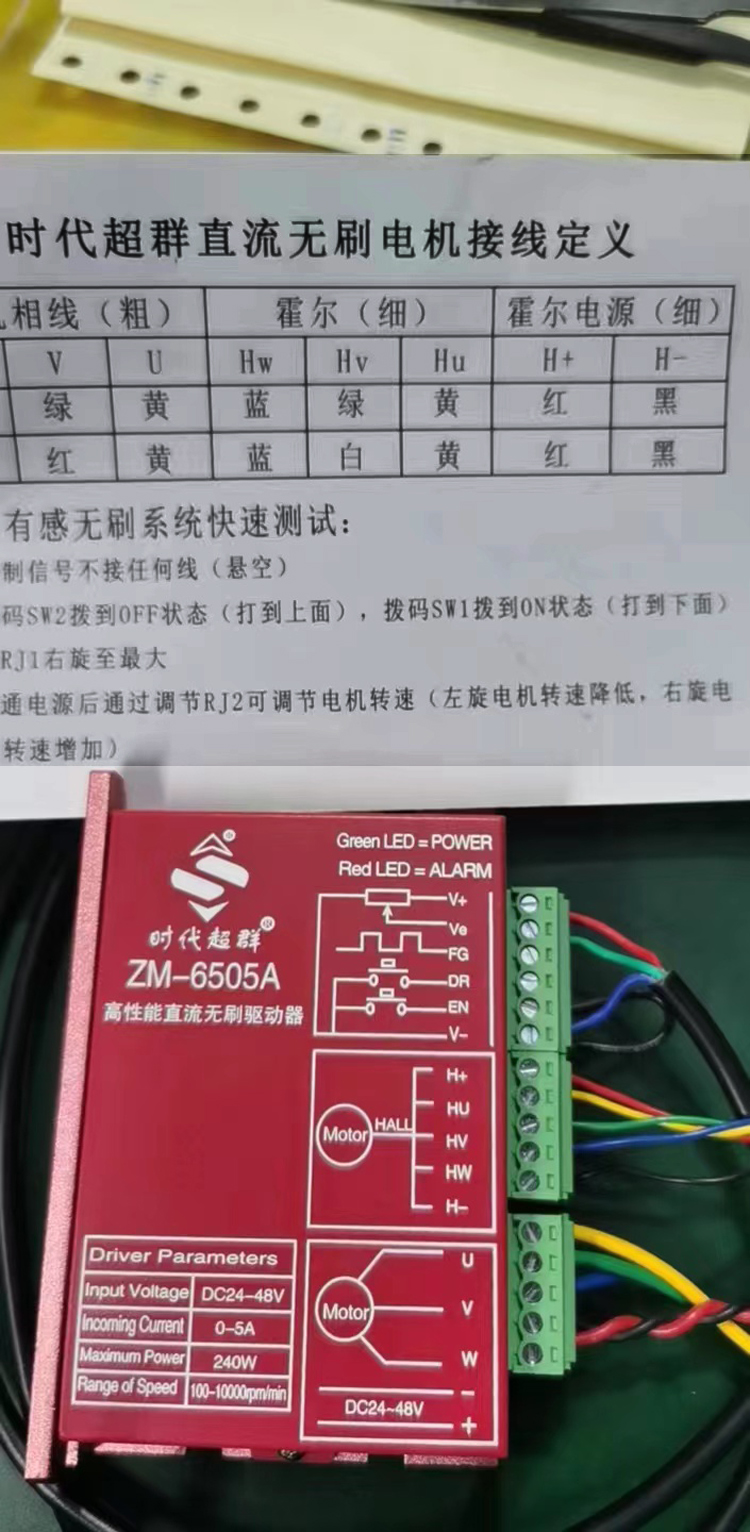 时代超群直流无刷电机接线定义
相线（粗） 霍尔（细） 霍尔电源（细）
V U Hw Hv Hu H+ H-
绿 黄 蓝 绿 黄 红 黑
红 黄 蓝 白 黄 红 黑
有感无刷系统快速测试：
制信号不接任何线（悬空）
码SW2拨到OFF状态（打到上面），拨码SW1拨到ON状态（打到下面）
RJ1右旋至最大
通电源后通过调节RJ2可调节电机转速（左旋电机转速降低，右旋电
转速增加）
时代超群®
ZM-6505A
高性能直流无刷驱动器
Green LED = POWER
Red LED = ALARM
V+
Ve
FG
DR
EN
V-
Motor HALL
H+
HU
HV
HW
H-
Driver Parameters
Input Voltage DC24-48V
Incoming Current 0-5A
Maximum Power 240W
Range of Speed 100-10000rpm/min
Motor
U
V
W
-
DC24~48V
+